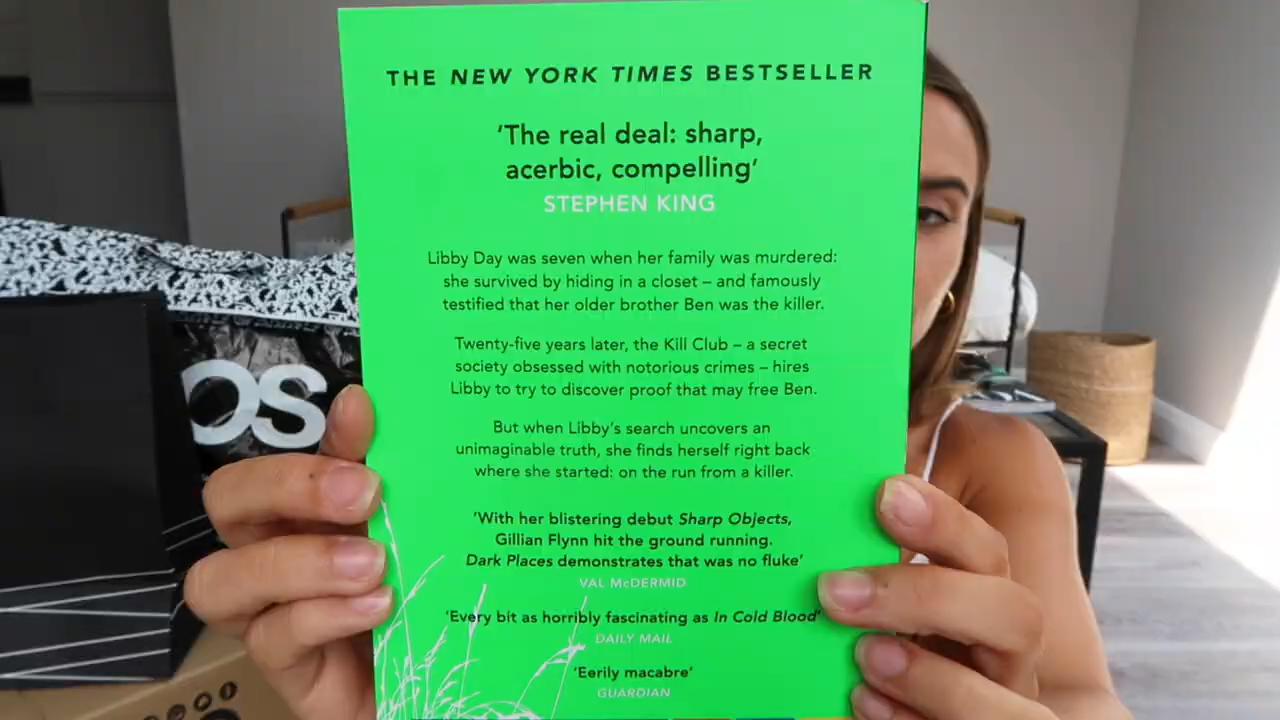 THE NEW YORK TIMES BESTSELLER
'The real deal: sharp,
acerbic, compelling'
STEPHEN KING
Libby Day was seven when her family was murdered:
she survived by hiding in a closet – and famously
testified that her older brother Ben was the killer.
Twenty-five years later, the Kill Club – a secret
society obsessed with notorious crimes – hires
Libby to try to discover proof that may free Ben.
But when Libby's search uncovers an
unimaginable truth, she finds herself right back
where she started: on the run from a killer.
'With her blistering debut Sharp Objects,
Gillian Flynn hit the ground running.
Dark Places demonstrates that was no fluke'
VAL McDERMID
'Every bit as horribly fascinating as In Cold Blood'
DAILY MAIL
'Eerily macabre'
GUARDIAN
OS